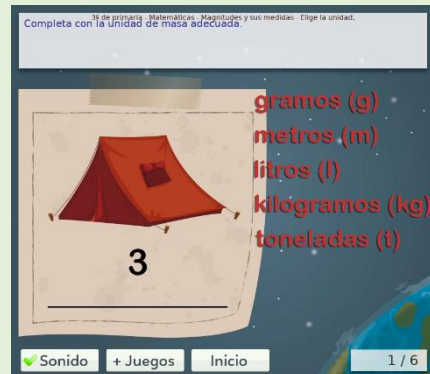 3º de primaria - Matemáticas - Magnitudes y sus medidas - Elige la unidad.
Completa con la unidad de masa adecuada.
gramos (g)
metros (m)
litros (l)
kilogramos (kg)
toneladas (t)
3
Sonido
+ Juegos
Inicio
1 / 6